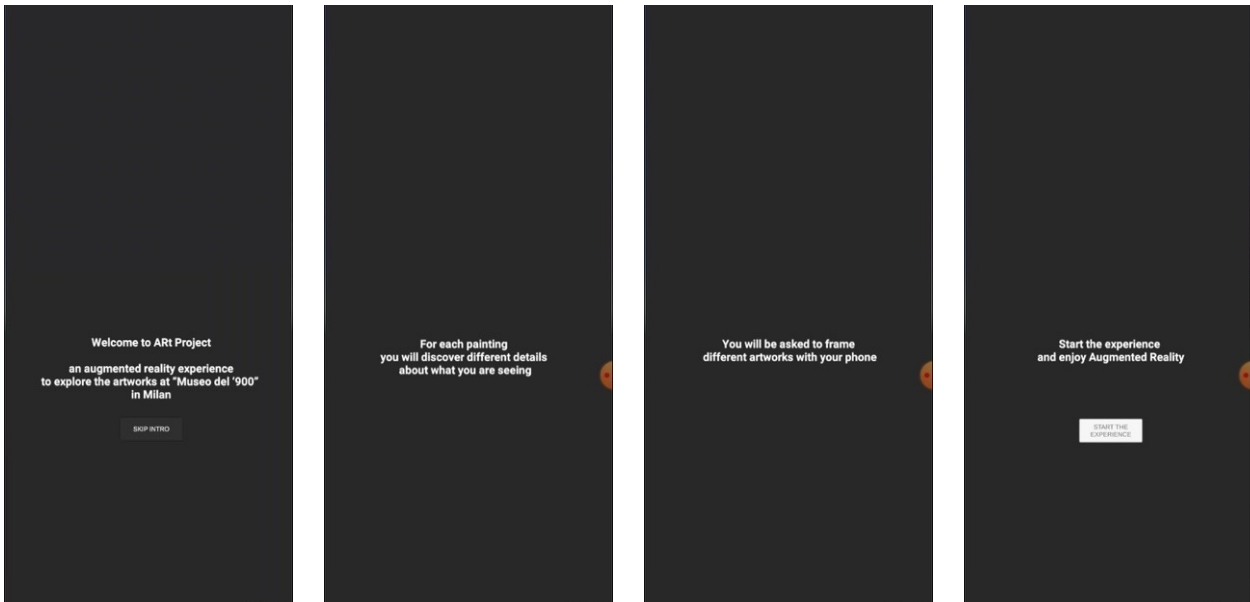 Welcome to ARt Project
an augmented reality experience
to explore the artworks at "Museo del '900"
in Milan
SKIP INTRO
For each painting
you will discover different details
about what you are seeing
You will be asked to frame
different artworks with your phone
Start the experience
and enjoy Augmented Reality
START THE
EXPERIENCE